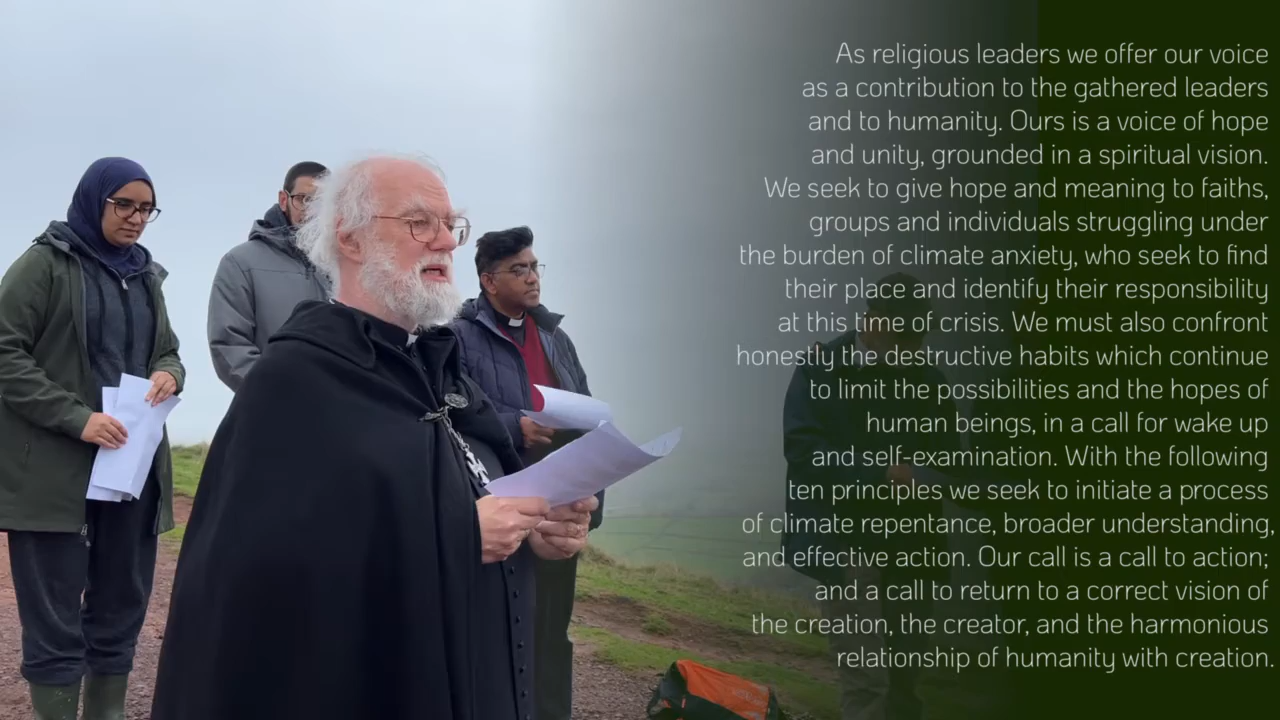 As religious leaders we offer our voice
as a contribution to the gathered leaders
and to humanity. Ours is a voice of hope
and unity, grounded in a spiritual vision.
We seek to give hope and meaning to faiths,
groups and individuals struggling under
the burden of climate anxiety, who seek to find
their place and identify their responsibility
at this time of crisis. We must also confront
honestly the destructive habits which continue
to limit the possibilities and the hopes of
human beings, in a call for wake up
and self-examination. With the following
ten principles we seek to initiate a process
of climate repentance, broader understanding,
and effective action. Our call is a call to action;
and a call to return to a correct vision of
the creation, the creator, and the harmonious
relationship of humanity with creation.